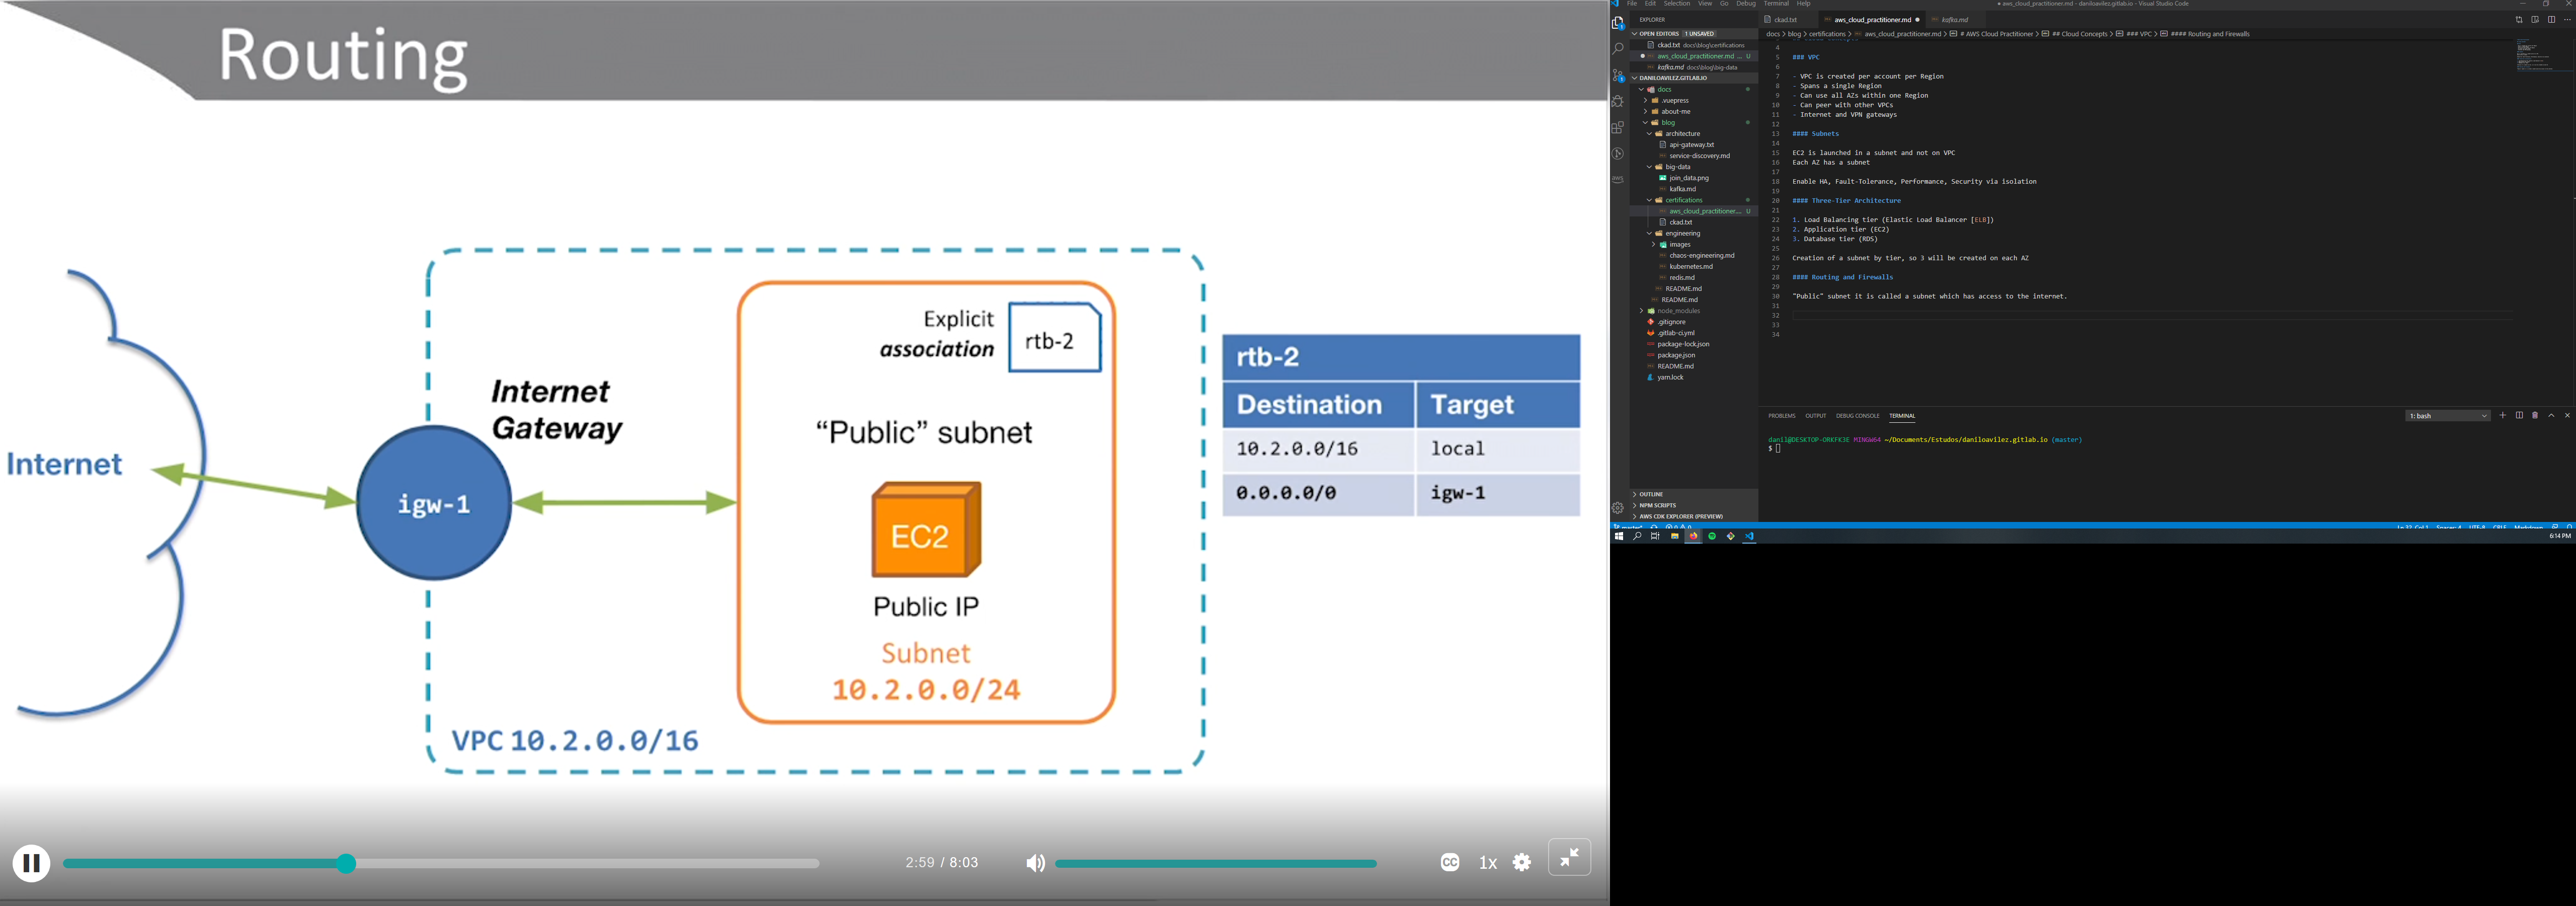 Routing
Internet
igw-1
Internet
Gateway
Explicit
association
rtb-2
“Public” subnet
EC2
Public IP
Subnet
10.2.0.0/24
VPC 10.2.0.0/16
rtb-2
Destination Target
10.2.0.0/16 local
0.0.0.0/0 igw-1
2:59 / 8:03
CC
1x
File Edit Selection View Go Debug Terminal Help
● aws_cloud_practitioner.md - daniloavilez.gitlab.io - Visual Studio Code
EXPLORER
OPEN EDITORS 1 UNSAVED
ckad.txt docs\blog\certifications
aws_cloud_practitioner.md ... U
kafka.md docs\blog\big-data
DANILOAVILEZ.GITLAB.IO
docs
.vuepress
about-me
blog
architecture
api-gateway.txt
service-discovery.md
big-data
join_data.png
kafka.md
certifications
aws_cloud_practitioner... U
ckad.txt
engineering
images
chaos-engineering.md
kubernetes.md
redis.md
README.md
README.md
node_modules
.gitignore
.gitlab-ci.yml
package-lock.json
package.json
README.md
yarn.lock
OUTLINE
NPM SCRIPTS
AWS CDK EXPLORER (PREVIEW)
aws
ckad.txt aws_cloud_practitioner.md ● kafka.md
docs > blog > certifications > aws_cloud_practitioner.md > # AWS Cloud Practitioner > ## Cloud Concepts > ### VPC > #### Routing and Firewalls
4
5 ### VPC
6
7 - VPC is created per account per Region
8 - Spans a single Region
9 - Can use all AZs within one Region
10 - Can peer with other VPCs
11 - Internet and VPN gateways
12
13 #### Subnets
14
15 EC2 is launched in a subnet and not on VPC
16 Each AZ has a subnet
17
18 Enable HA, Fault-Tolerance, Performance, Security via isolation
19
20 #### Three-Tier Architecture
21
22 1. Load Balancing tier (Elastic Load Balancer [ELB])
23 2. Application tier (EC2)
24 3. Database tier (RDS)
25
26 Creation of a subnet by tier, so 3 will be created on each AZ
27
28 #### Routing and Firewalls
29
30 "Public" subnet it is called a subnet which has access to the internet.
31
32
33
34
PROBLEMS OUTPUT DEBUG CONSOLE TERMINAL
1: bash
danil@DESKTOP-ORKFK3E MINGW64 ~/Documents/Estudos/daniloavilez.gitlab.io (master)
$
6:14 PM